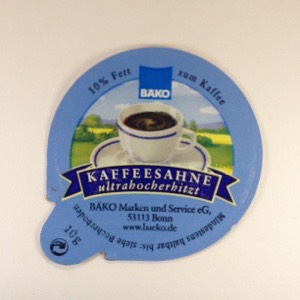 10% Fett
zum Kaffee
BÄKO
KAFFEESAHNE
ultrahocherhitzt
BÄKO Marken und Service eG,
53113 Bonn
www.baeko.de
Mindestens haltbar bis: siehe Becherboden
10g